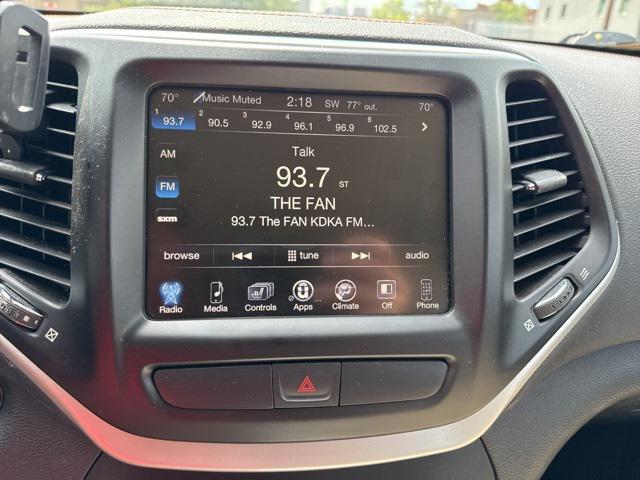 70° Music Muted 2:18 SW 77° out. 70°
1 93.7 2 90.5 3 92.9 4 96.1 5 96.9 6 102.5
AM
Talk
FM
93.7 ST
THE FAN
sxm
93.7 The FAN KDKA FM...
browse tune audio
Radio Media Controls Apps Climate Off Phone